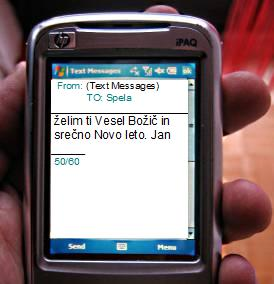 hp
iPAQ
Text Messages
From: (Text Messages)
TO: Spela
želim ti Vesel Božič in
srečno Novo leto. Jan
50/60
Send Menu